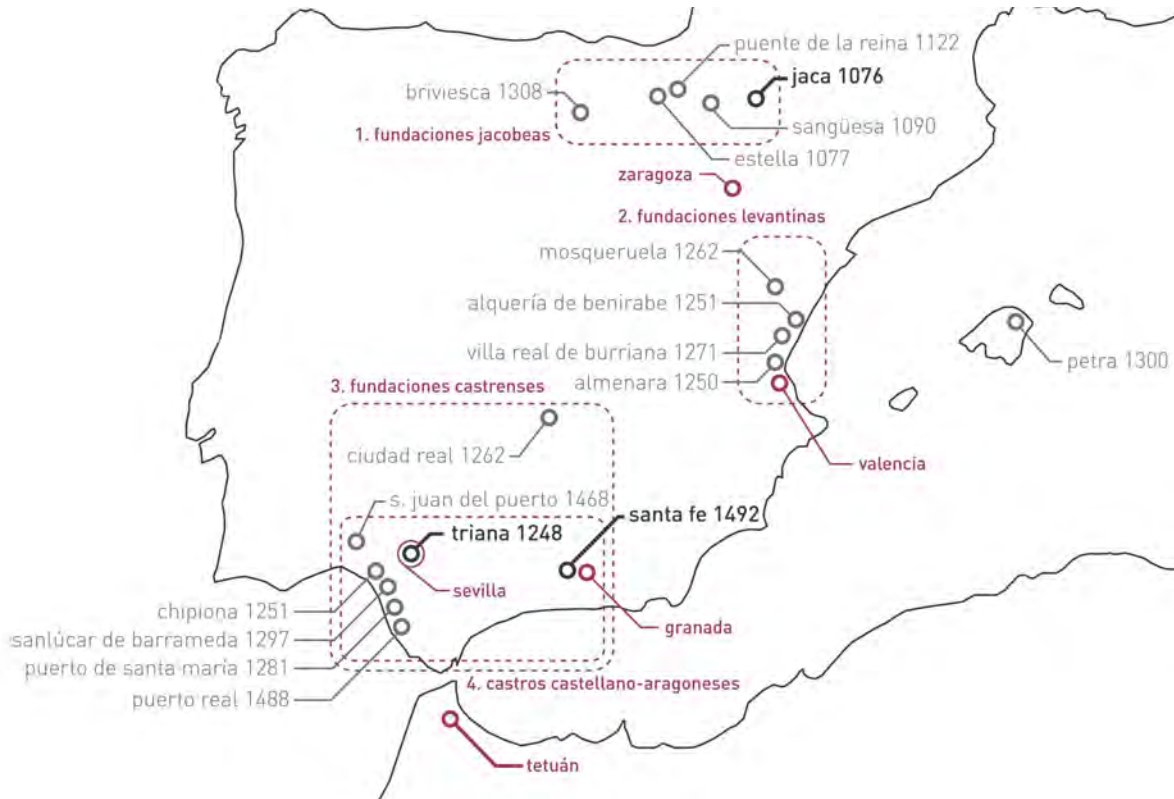 puente de la reina 1122
jaca 1076
briviesca 1308
sangüesa 1090
1. fundaciones jacobeas
estella 1077
zaragoza
2. fundaciones levantinas
mosqueruela 1262
alquería de benirabe 1251
villa real de burriana 1271
petra 1300
almenara 1250
3. fundaciones castrenses
ciudad real 1262
valencia
s. juan del puerto 1468
santa fe 1492
triana 1248
sevilla
chipiona 1251
granada
sanlúcar de barrameda 1297
puerto de santa maría 1281
4. castros castellano-aragoneses
puerto real 1488
tetuán